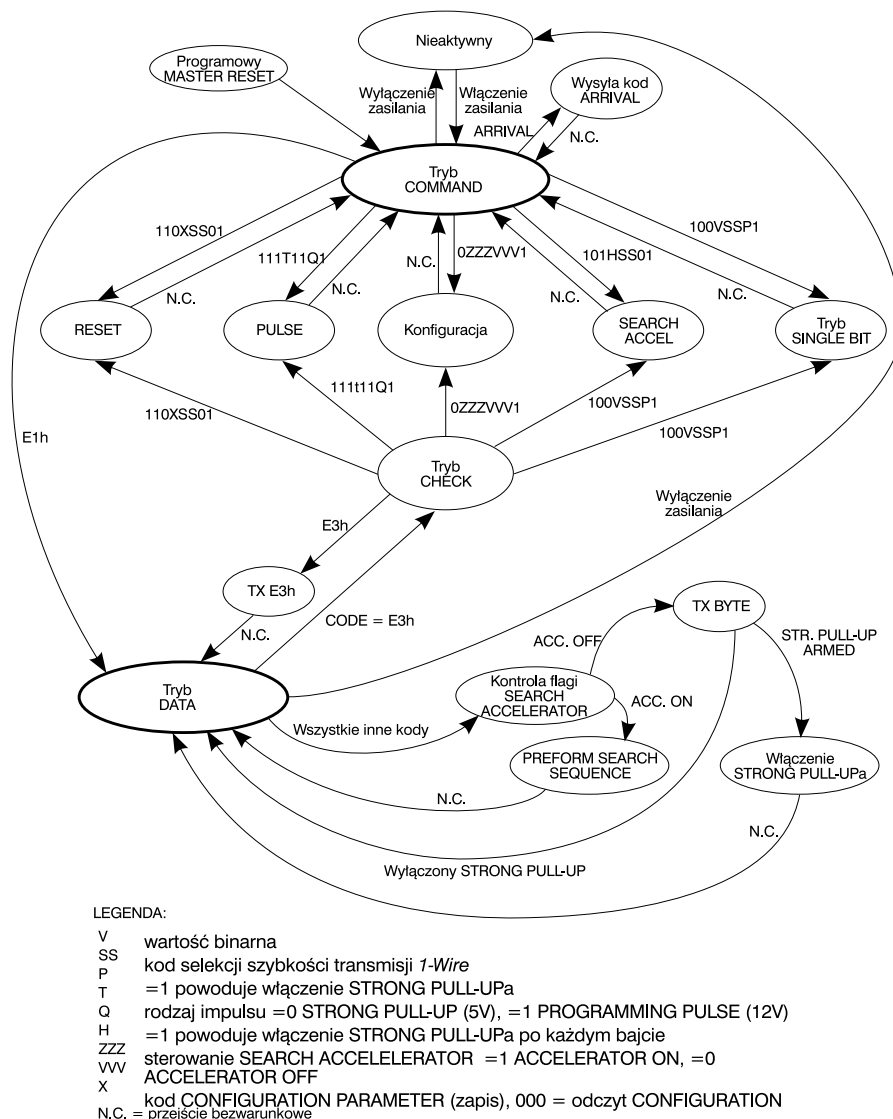 Nieaktywny
Programowy
MASTER RESET
Wysyła kod
ARRIVAL
Wyłączenie
zasilania
Włączenie
zasilania
ARRIVAL
N.C.
Tryb
COMMAND
110XSS01
111T11Q1
0ZZZVVV1
101HSS01
100VSSP1
N.C.
N.C.
N.C.
N.C.
N.C.
RESET
PULSE
Konfiguracja
SEARCH
ACCEL
Tryb
SINGLE BIT
110XSS01
111t11Q1
0ZZZVVV1
100VSSP1
100VSSP1
E1h
Tryb
CHECK
Wyłączenie
zasilania
E3h
TX E3h
N.C.
CODE = E3h
TX BYTE
ACC. OFF
STR. PULL-UP
ARMED
Tryb
DATA
Kontrola flagi
SEARCH
ACCELERATOR
ACC. ON
Wszystkie inne kody
PREFORM SEARCH
SEQUENCE
Włączenie
STRONG PULL-UPa
N.C.
N.C.
Wyłączony STRONG PULL-UP
LEGENDA:
V
SS
P
T
Q
H
ZZZ
VVV
X
wartość binarna
kod selekcji szybkości transmisji 1-Wire
=1 powoduje włączenie STRONG PULL-UPa
rodzaj impulsu =0 STRONG PULL-UP (5V), =1 PROGRAMMING PULSE (12V)
=1 powoduje włączenie STRONG PULL-UPa po każdym bajcie
sterowanie SEARCH ACCELELERATOR =1 ACCELERATOR ON, =0
ACCELERATOR OFF
kod CONFIGURATION PARAMETER (zapis), 000 = odczyt CONFIGURATION
N.C. = przejście bezwarunkowe